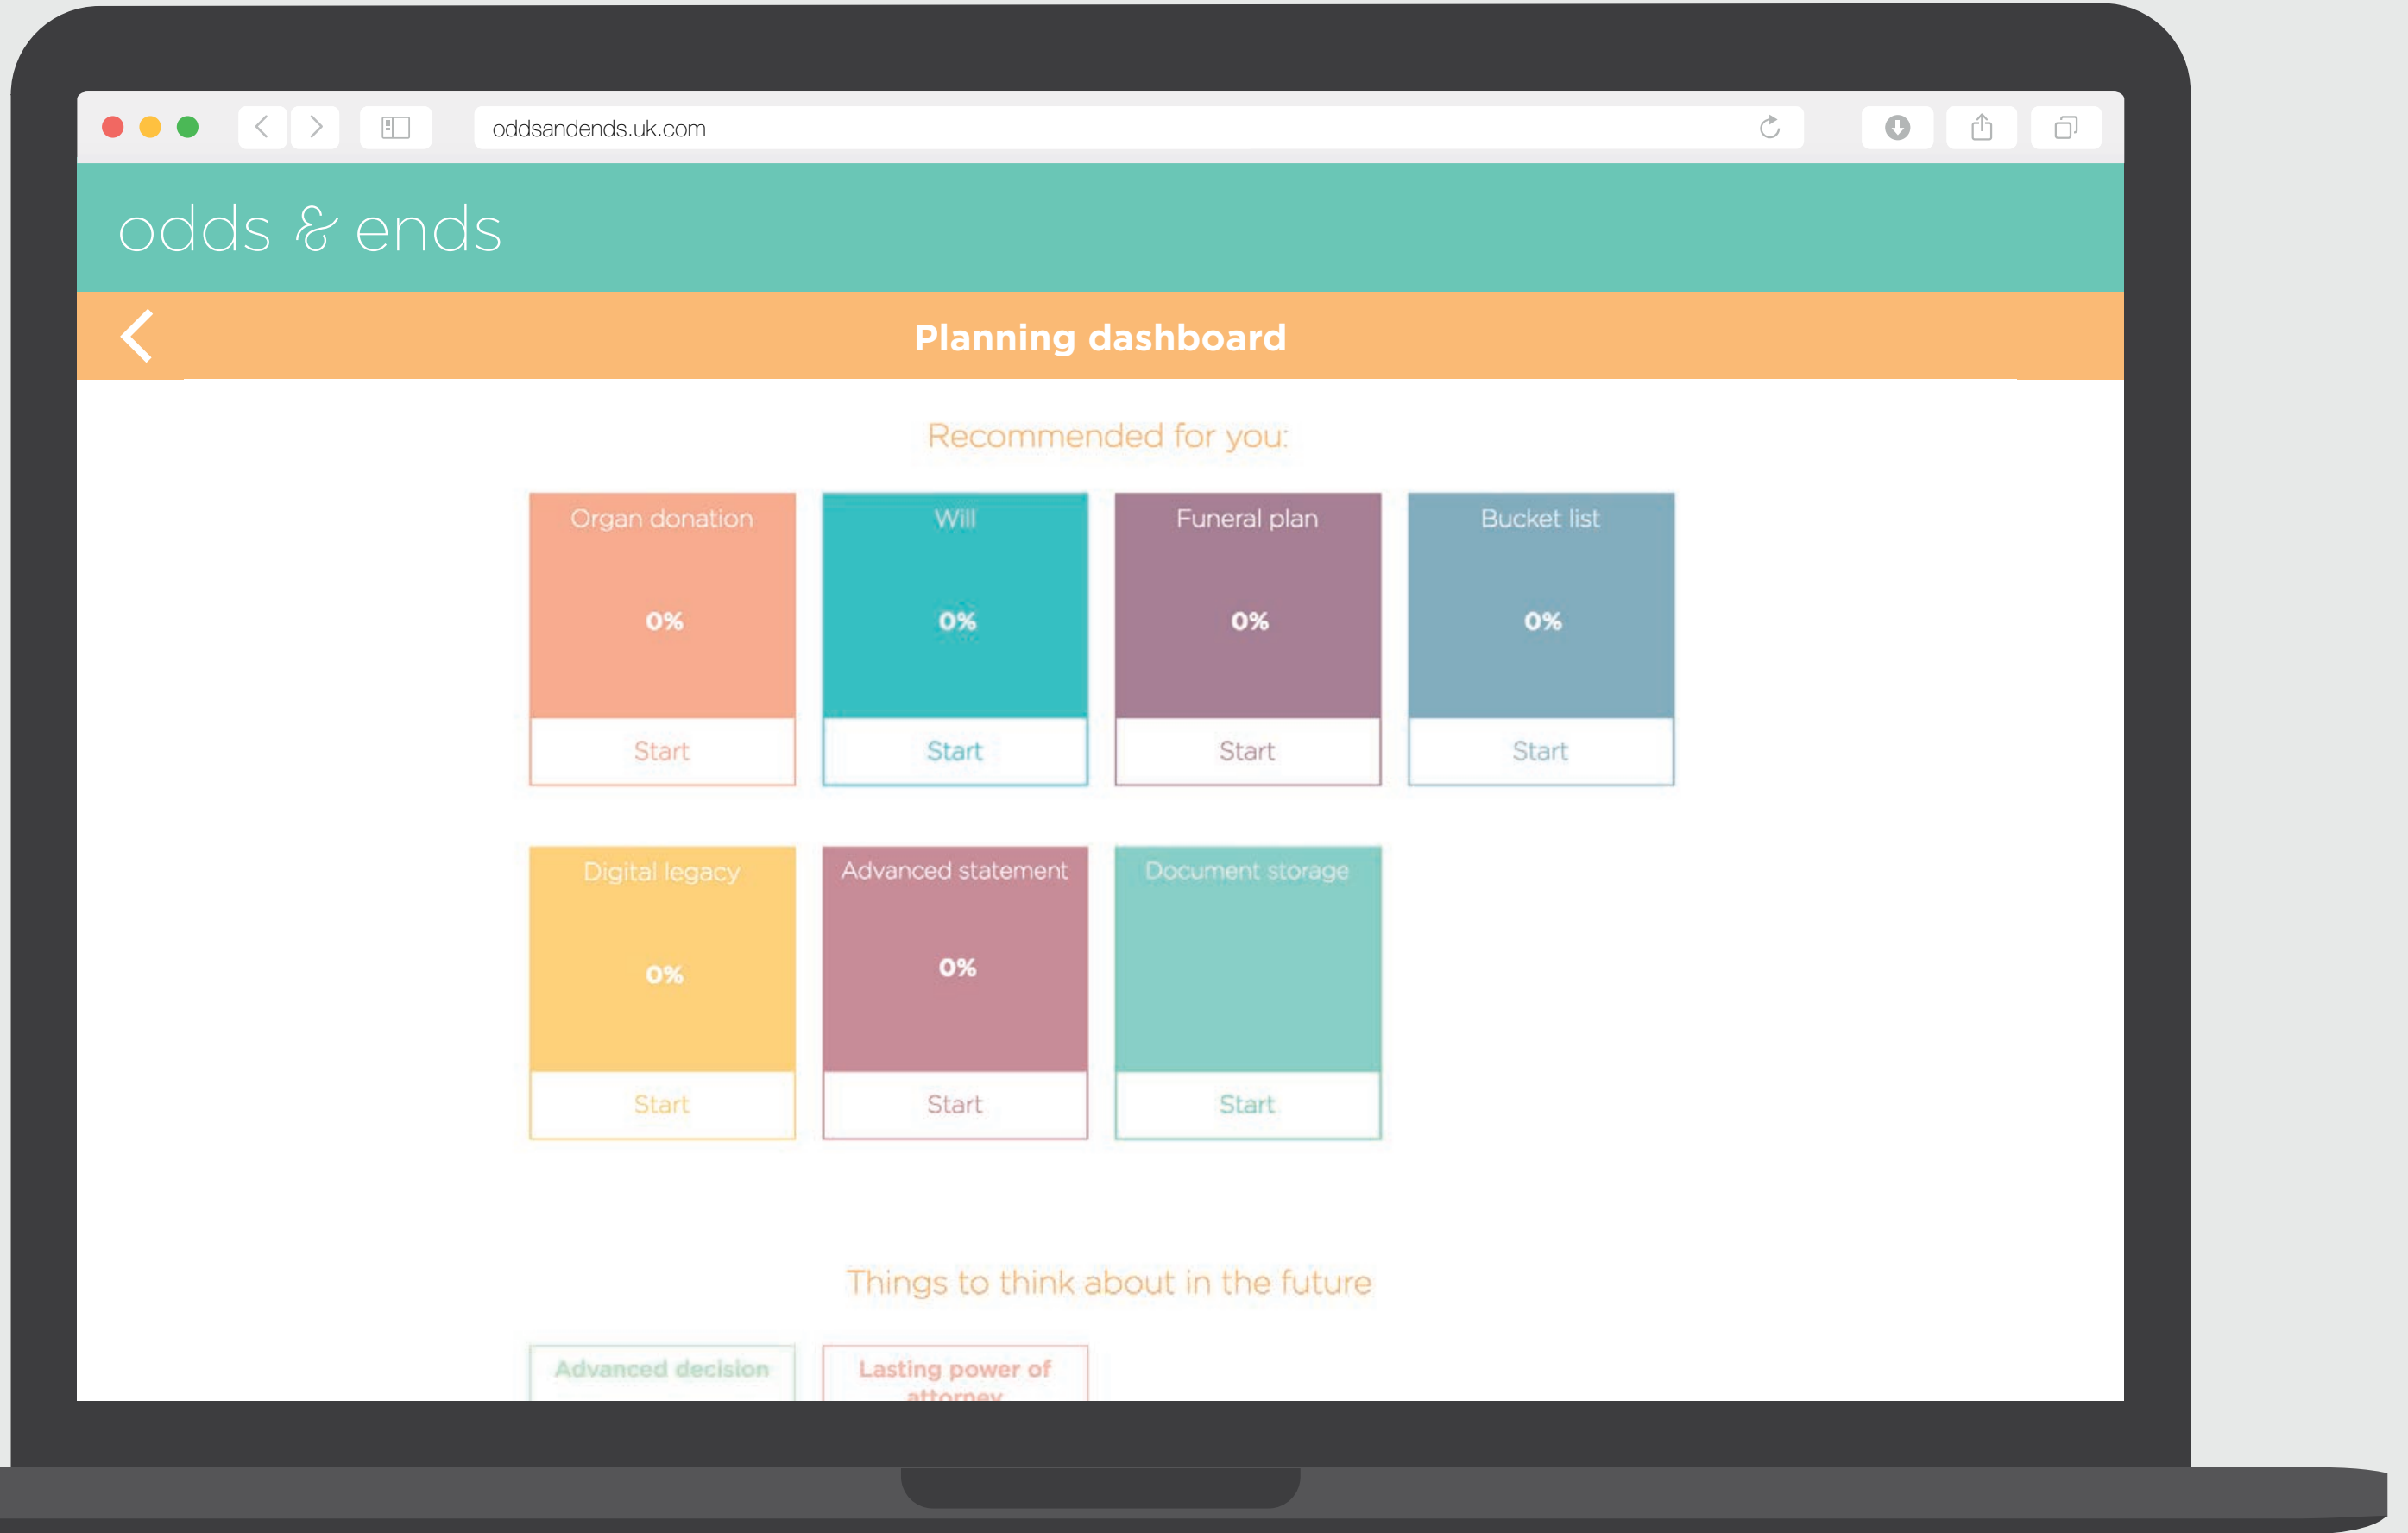 oddsandends.uk.com
odds & ends
Planning dashboard
Recommended for you:
Organ donation
0%
Start
Will
0%
Start
Funeral plan
0%
Start
Bucket list
0%
Start
Digital legacy
0%
Start
Advanced statement
0%
Start
Document storage
Start
Things to think about in the future
Advanced decision
Lasting power of
attorney